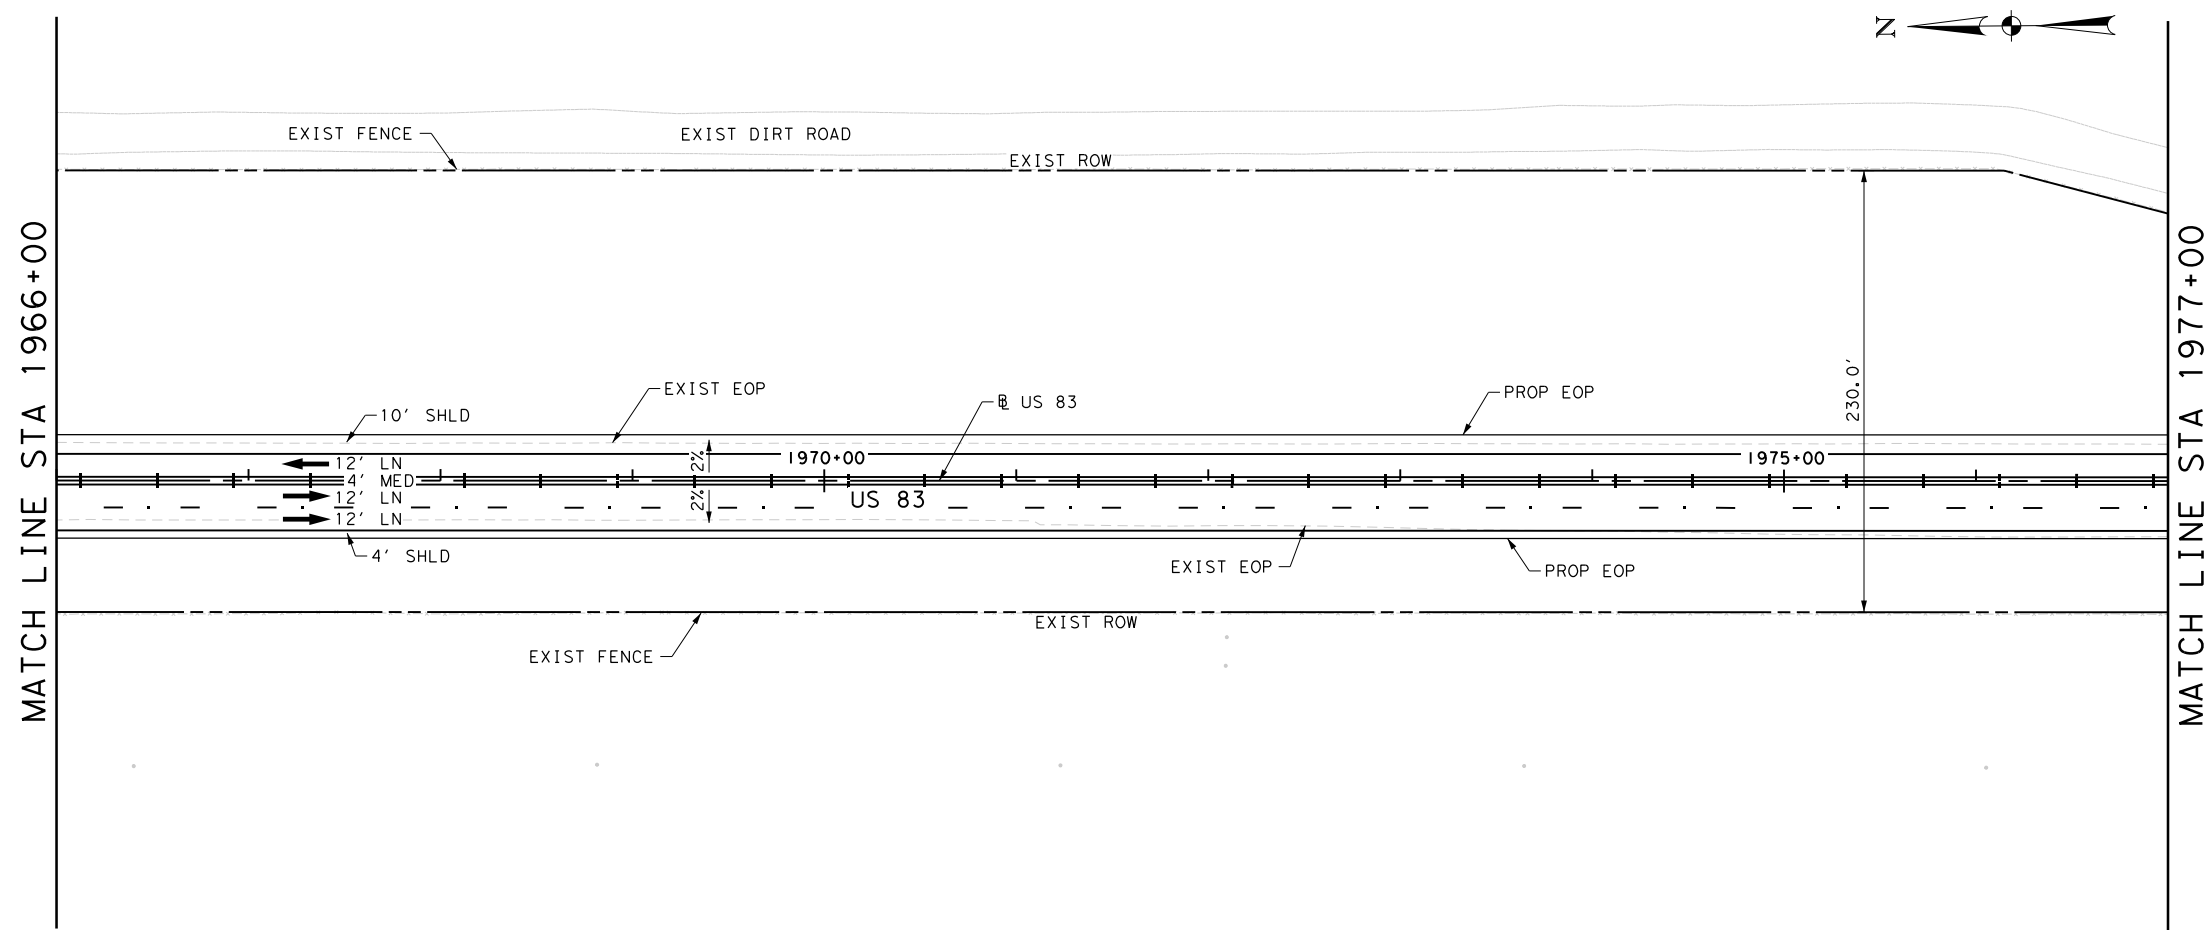 N
EXIST FENCE
EXIST DIRT ROAD
EXIST ROW
MATCH LINE STA 1966+00
MATCH LINE STA 1977+00
230.0'
EXIST EOP
PROP EOP
BL US 83
10' SHLD
12' LN
2%
1970+00
1975+00
4' MED
12' LN
2%
US 83
12' LN
4' SHLD
EXIST EOP
PROP EOP
EXIST ROW
EXIST FENCE